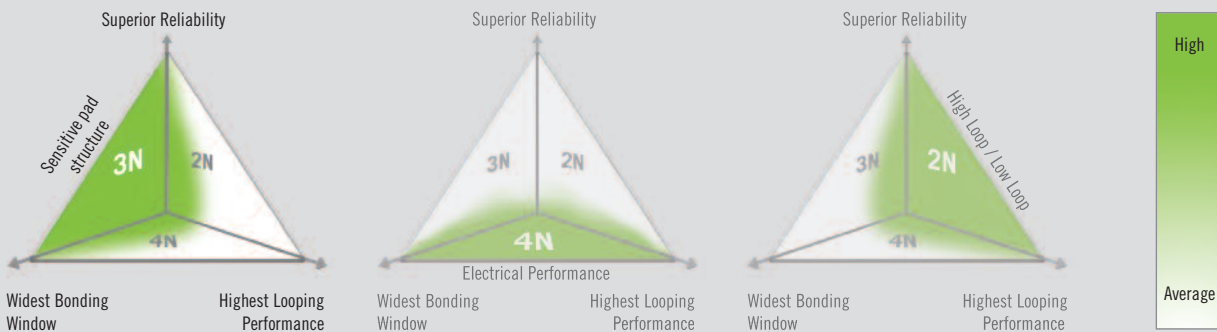 Superior Reliability
Sensitive pad
structure
3N
2N
4N
Widest Bonding
Window
Highest Looping
Performance
Superior Reliability
3N
2N
4N
Electrical Performance
Widest Bonding
Window
Highest Looping
Performance
Superior Reliability
High Loop / Low Loop
3N
2N
4N
Widest Bonding
Window
Highest Looping
Performance
High
Average